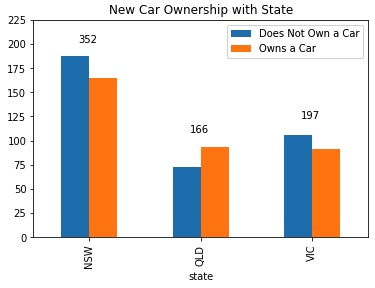 New Car Ownership with State
225
200
175
150
125
100
75
50
25
0
352
166
197
Does Not Own a Car
Owns a Car
NSW
QLD
VIC
state